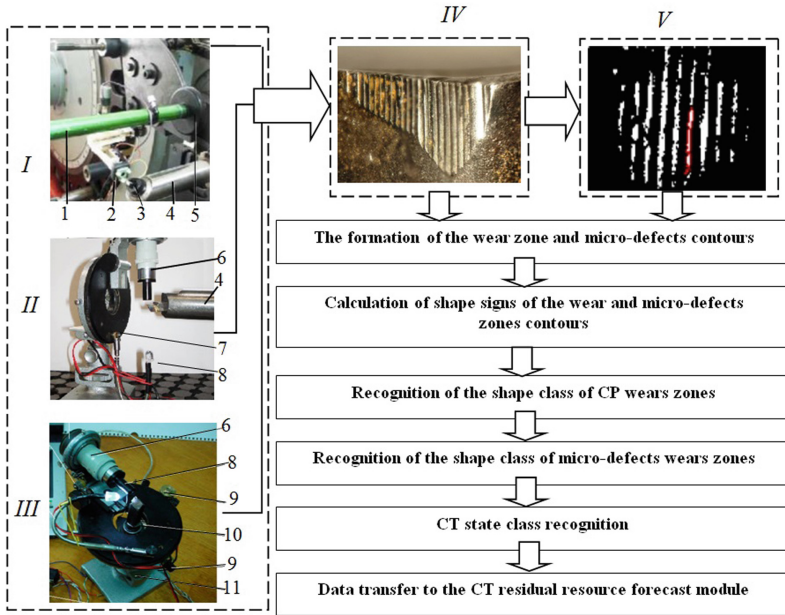 IV
V
I
1
2
3
4
5
II
6
4
7
8
III
6
8
9
10
9
11
The formation of the wear zone and micro-defects contours
Calculation of shape signs of the wear and micro-defects
zones contours
Recognition of the shape class of CP wears zones
Recognition of the shape class of micro-defects wears zones
CT state class recognition
Data transfer to the CT residual resource forecast module